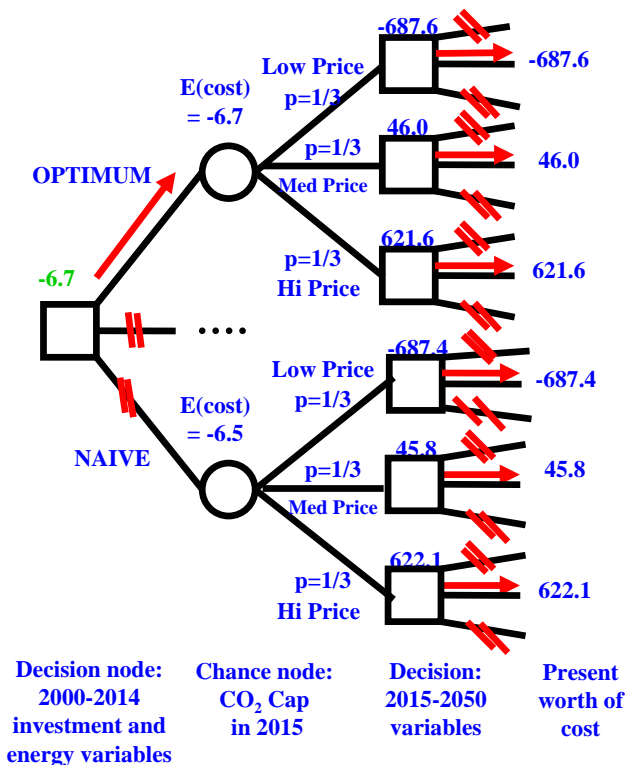 -687.6
Low Price
-687.6
E(cost)
p=1/3
= -6.7
46.0
p=1/3
46.0
OPTIMUM
Med Price
621.6
p=1/3
-6.7
621.6
Hi Price
....
-687.4
Low Price
-687.4
E(cost)
p=1/3
= -6.5
45.8
NAIVE
p=1/3
45.8
Med Price
622.1
p=1/3
622.1
Hi Price
Decision node:
2000-2014
investment and
energy variables
Chance node:
CO₂ Cap
in 2015
Decision:
2015-2050
variables
Present
worth of
cost